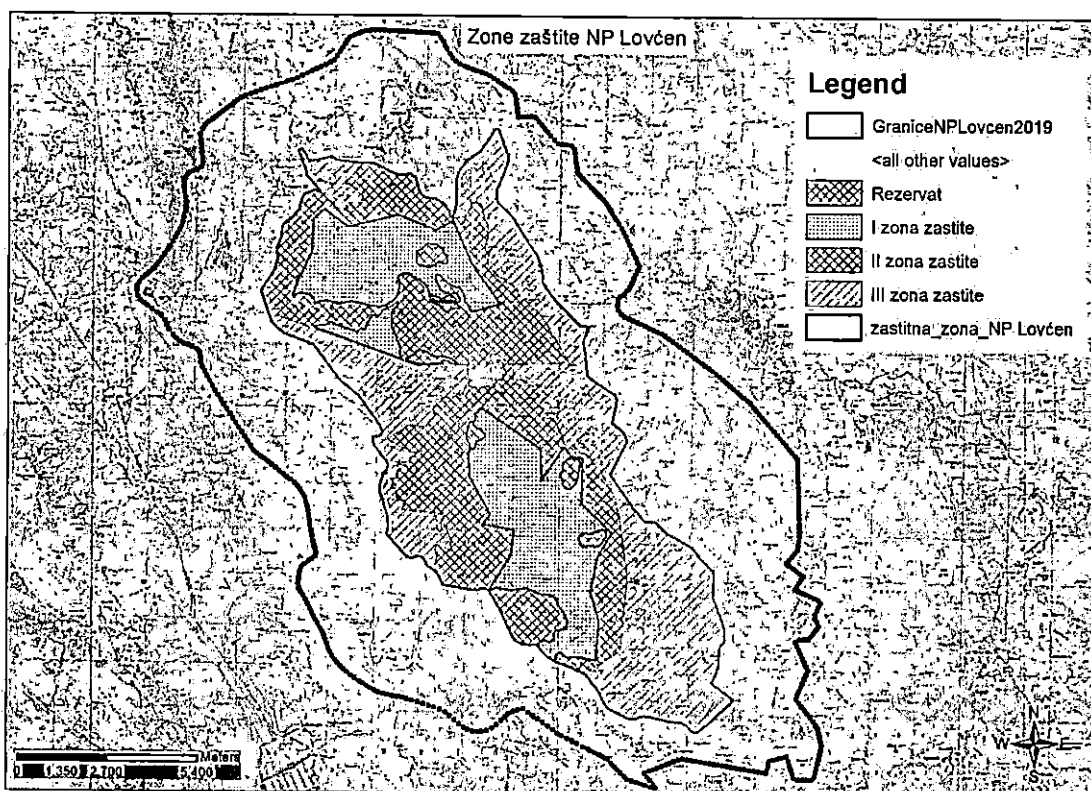 Zone zaštite NP Lovćen
Legend
GraniceNPLovcen2019
<all other values>
Rezervat
I zona zastite
II zona zaštite
III zona zastite
zastitna_zona_NP Lovćen
Meters
0 1.350 2.700 5.400
N
W E
S